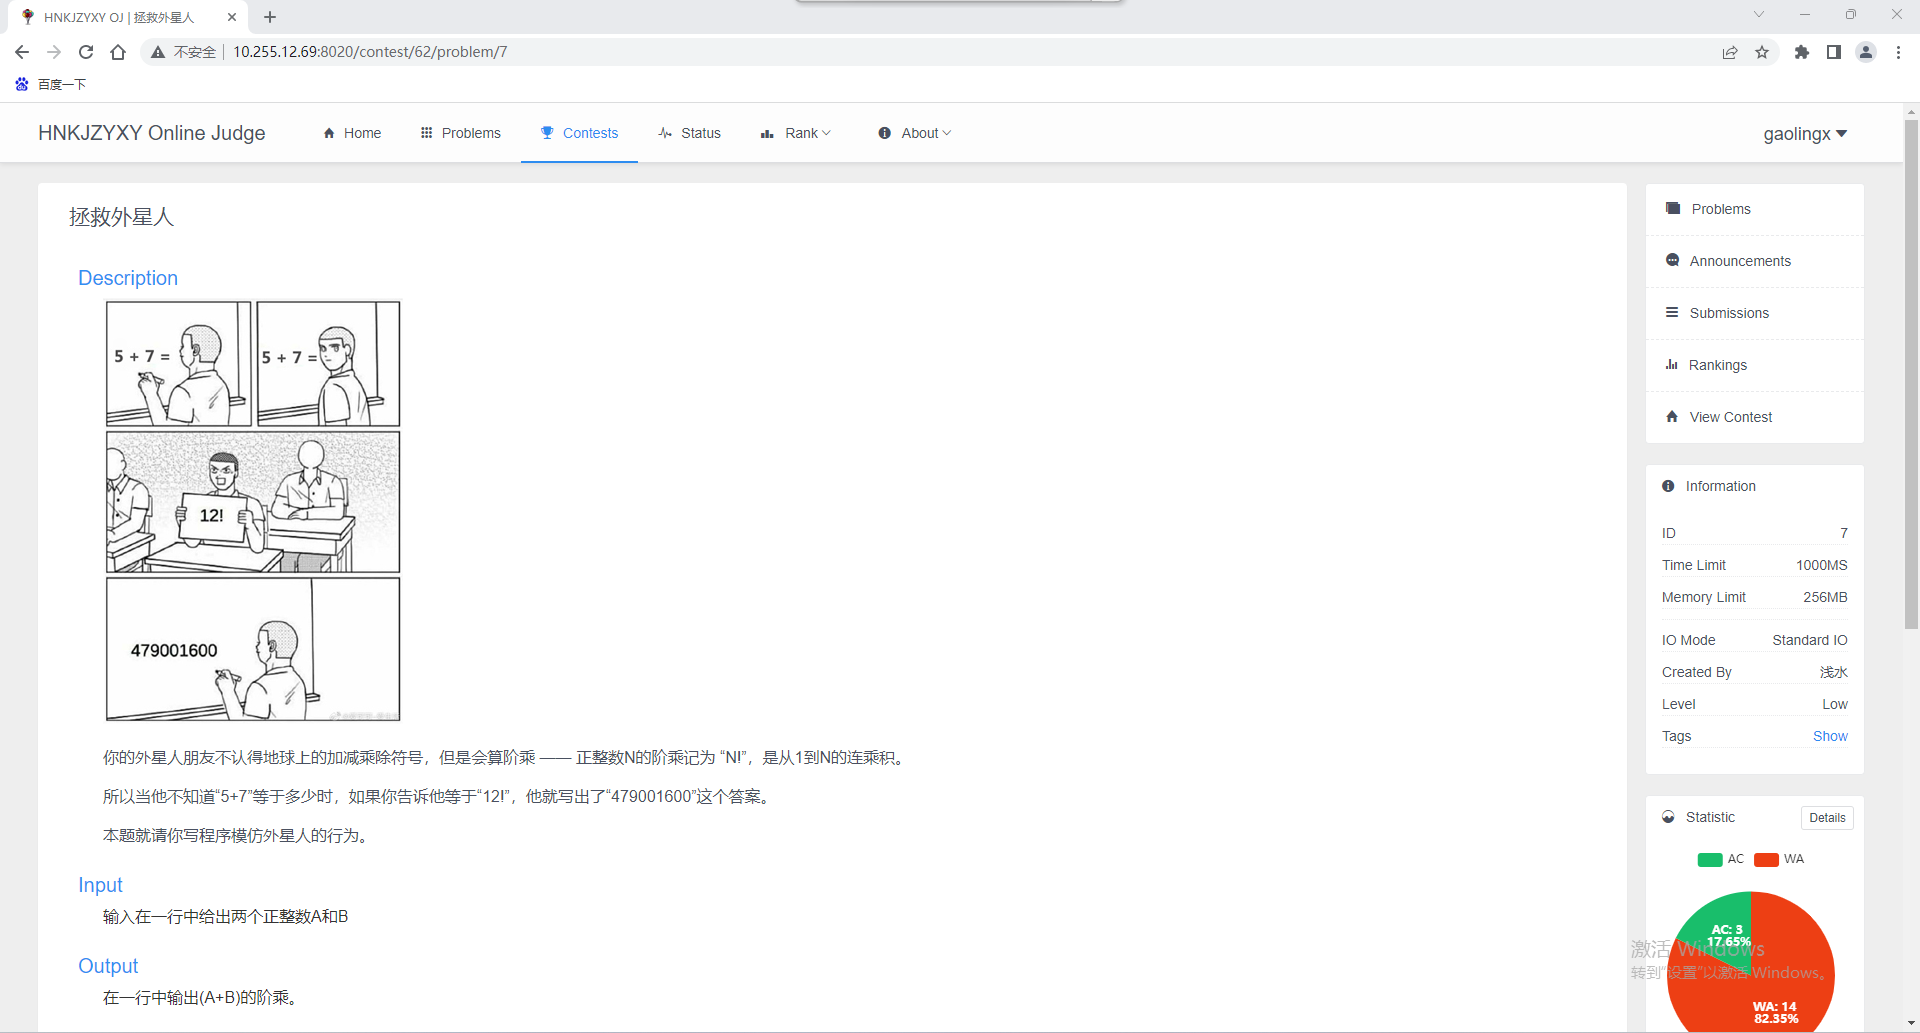 HNKJZYXY OJ | 拯救外星人
不安全
10.255.12.69:8020/contest/62/problem/7
百度一下
HNKJZYXY Online Judge
Home
Problems
Contests
Status
Rank
About
gaolingx
拯救外星人
Description
5 + 7 =
5 + 7 =
12!
479001600
你的外星人朋友不认得地球上的加减乘除符号，但是会算阶乘 —— 正整数N的阶乘记为 “N!”，是从1到N的连乘积。
所以当他不知道“5+7”等于多少时，如果你告诉他等于“12!”，他就写出了“479001600”这个答案。
本题就请你写程序模仿外星人的行为。
Input
输入在一行中给出两个正整数A和B
Output
在一行中输出(A+B)的阶乘。
Problems
Announcements
Submissions
Rankings
View Contest
Information
ID 7
Time Limit 1000MS
Memory Limit 256MB
IO Mode Standard IO
Created By 浅水
Level Low
Tags Show
Statistic Details
AC WA
AC: 3
17.65%
WA: 14
82.35%
激活 Windows
转到“设置”以激活 Windows。